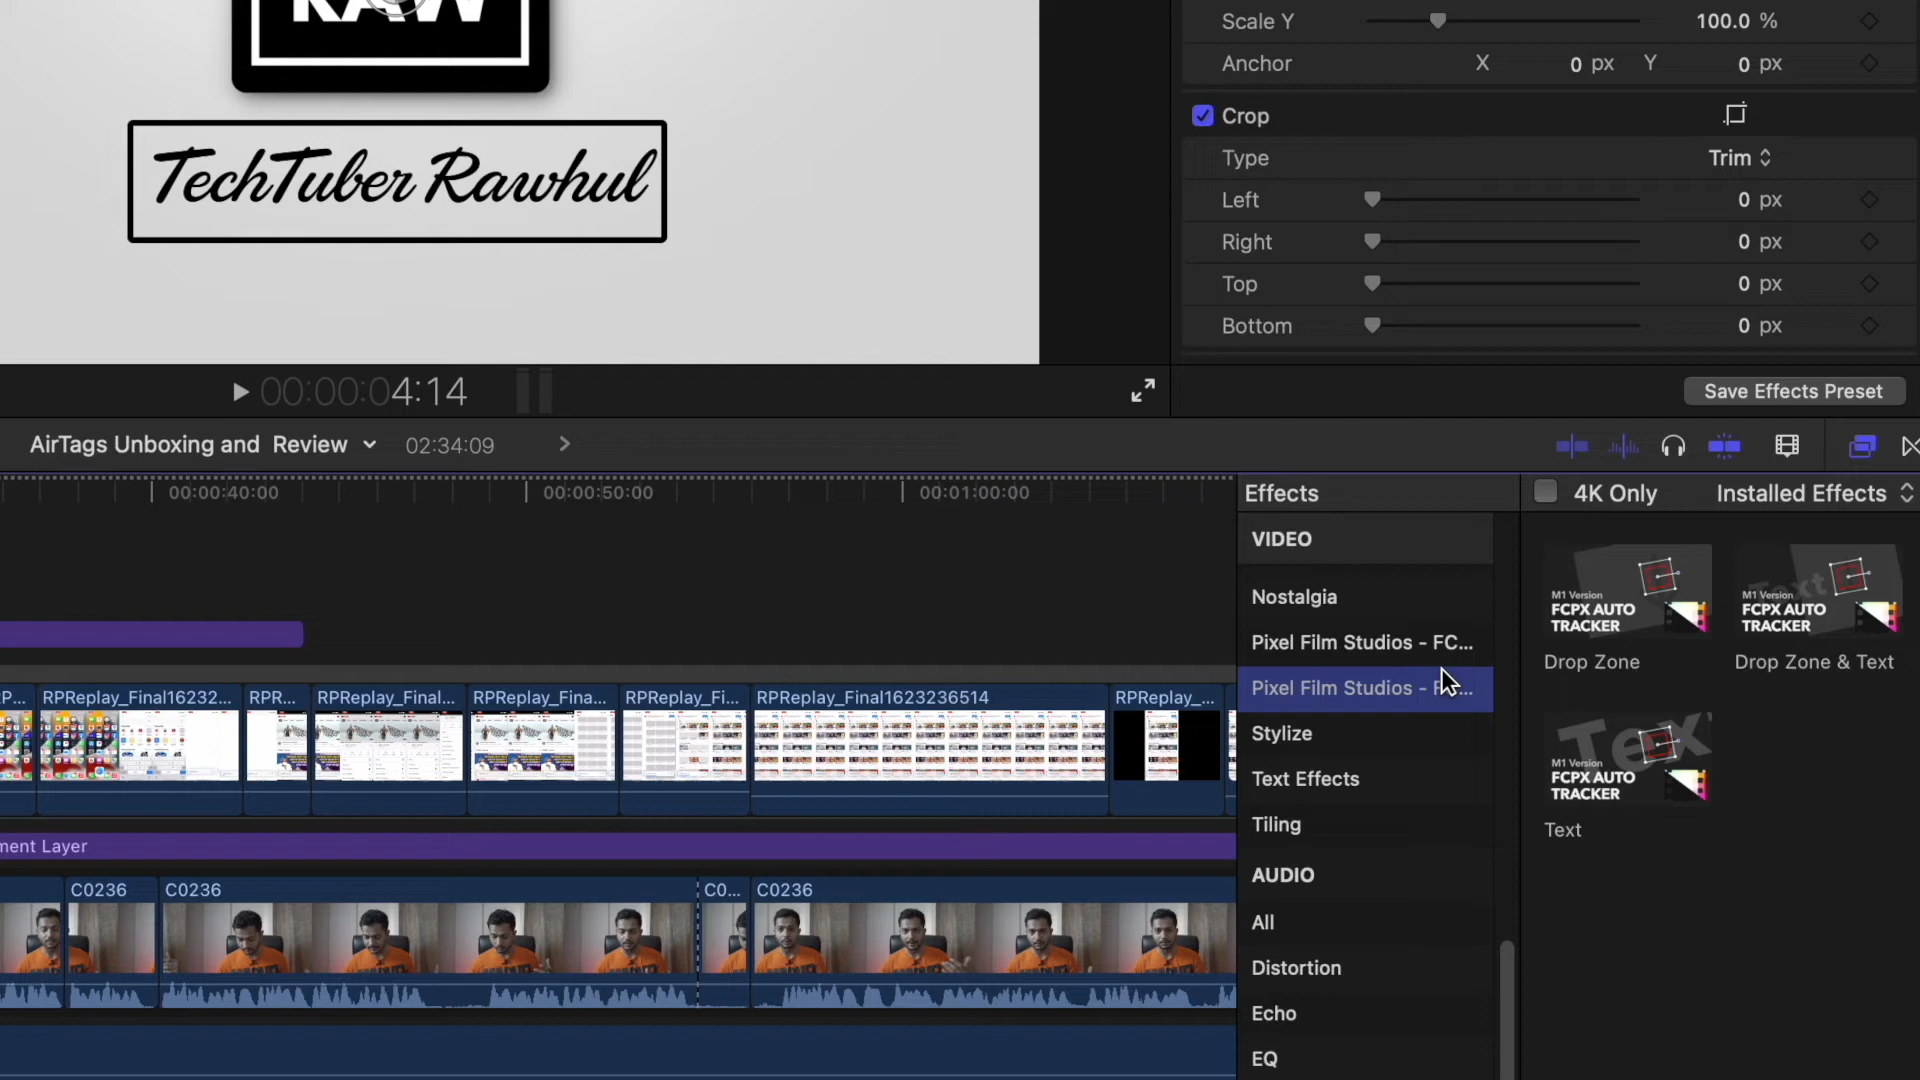 RAW
TechTuber Rawhul
Scale Y 100.0 %
Anchor X 0 px Y 0 px
Crop
Type Trim
Left 0 px
Right 0 px
Top 0 px
Bottom 0 px
00:00:04:14
Save Effects Preset
AirTags Unboxing and Review 02:34:09
00:00:40:00 00:00:50:00 00:01:00:00
Effects
4K Only Installed Effects
VIDEO
Nostalgia
Pixel Film Studios - FC...
Pixel Film Studios - F...
Stylize
Text Effects
Tiling
AUDIO
All
Distortion
Echo
EQ
M1 Version
FCPX AUTO
TRACKER
Drop Zone
Text
M1 Version
FCPX AUTO
TRACKER
Drop Zone & Text
Text
M1 Version
FCPX AUTO
TRACKER
Text
P... RPReplay_Final16232... RPR... RPReplay_Final... RPReplay_Fina... RPReplay_Fi... RPReplay_Final1623236514 RPReplay_...
ment Layer
C0236 C0236 C0... C0236